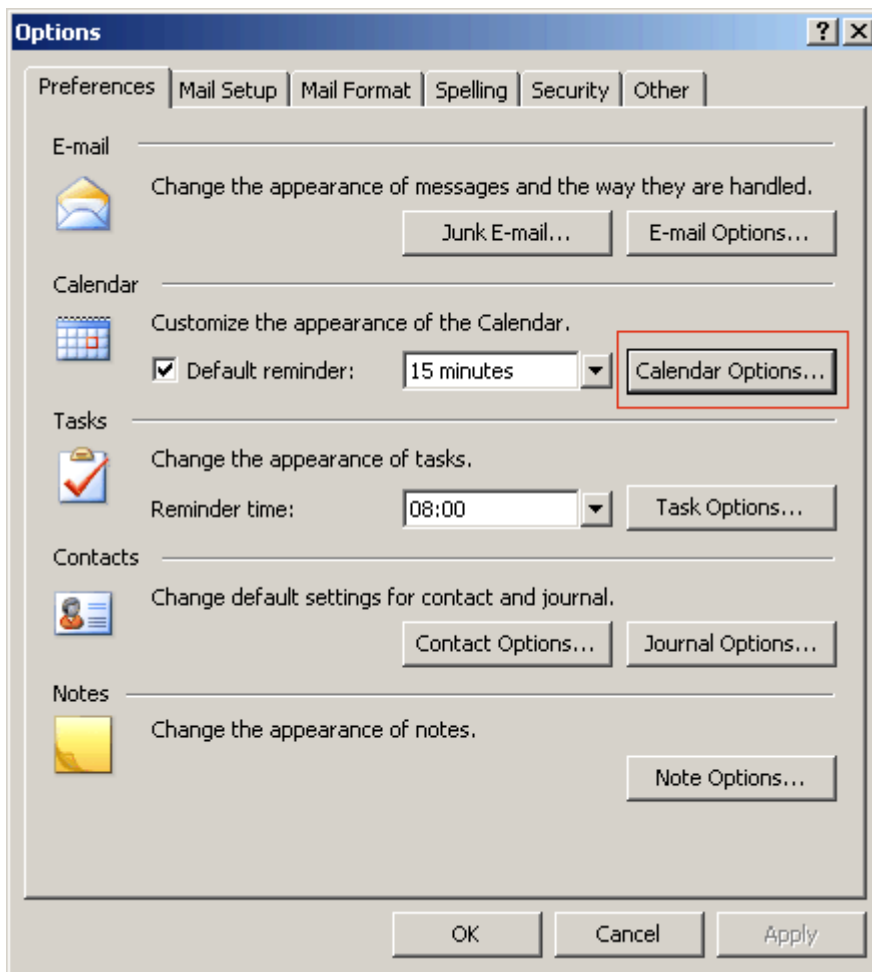 Options
Preferences Mail Setup Mail Format Spelling Security Other
E-mail
Change the appearance of messages and the way they are handled.
Junk E-mail... E-mail Options...
Calendar
Customize the appearance of the Calendar.
Default reminder: 15 minutes Calendar Options...
Tasks
Change the appearance of tasks.
Reminder time: 08:00 Task Options...
Contacts
Change default settings for contact and journal.
Contact Options... Journal Options...
Notes
Change the appearance of notes.
Note Options...
OK Cancel Apply